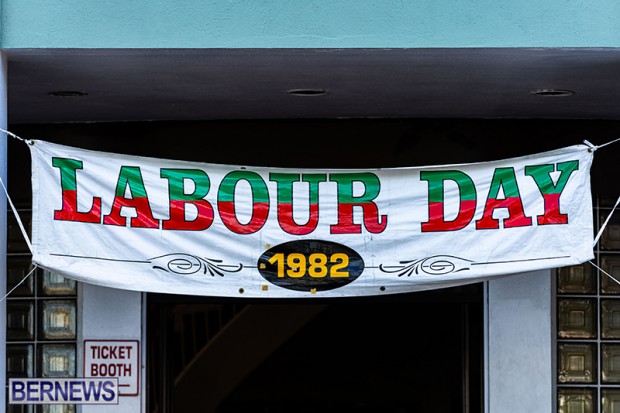 LABOUR DAY
1982
TICKET
BOOTH
BERNEWS